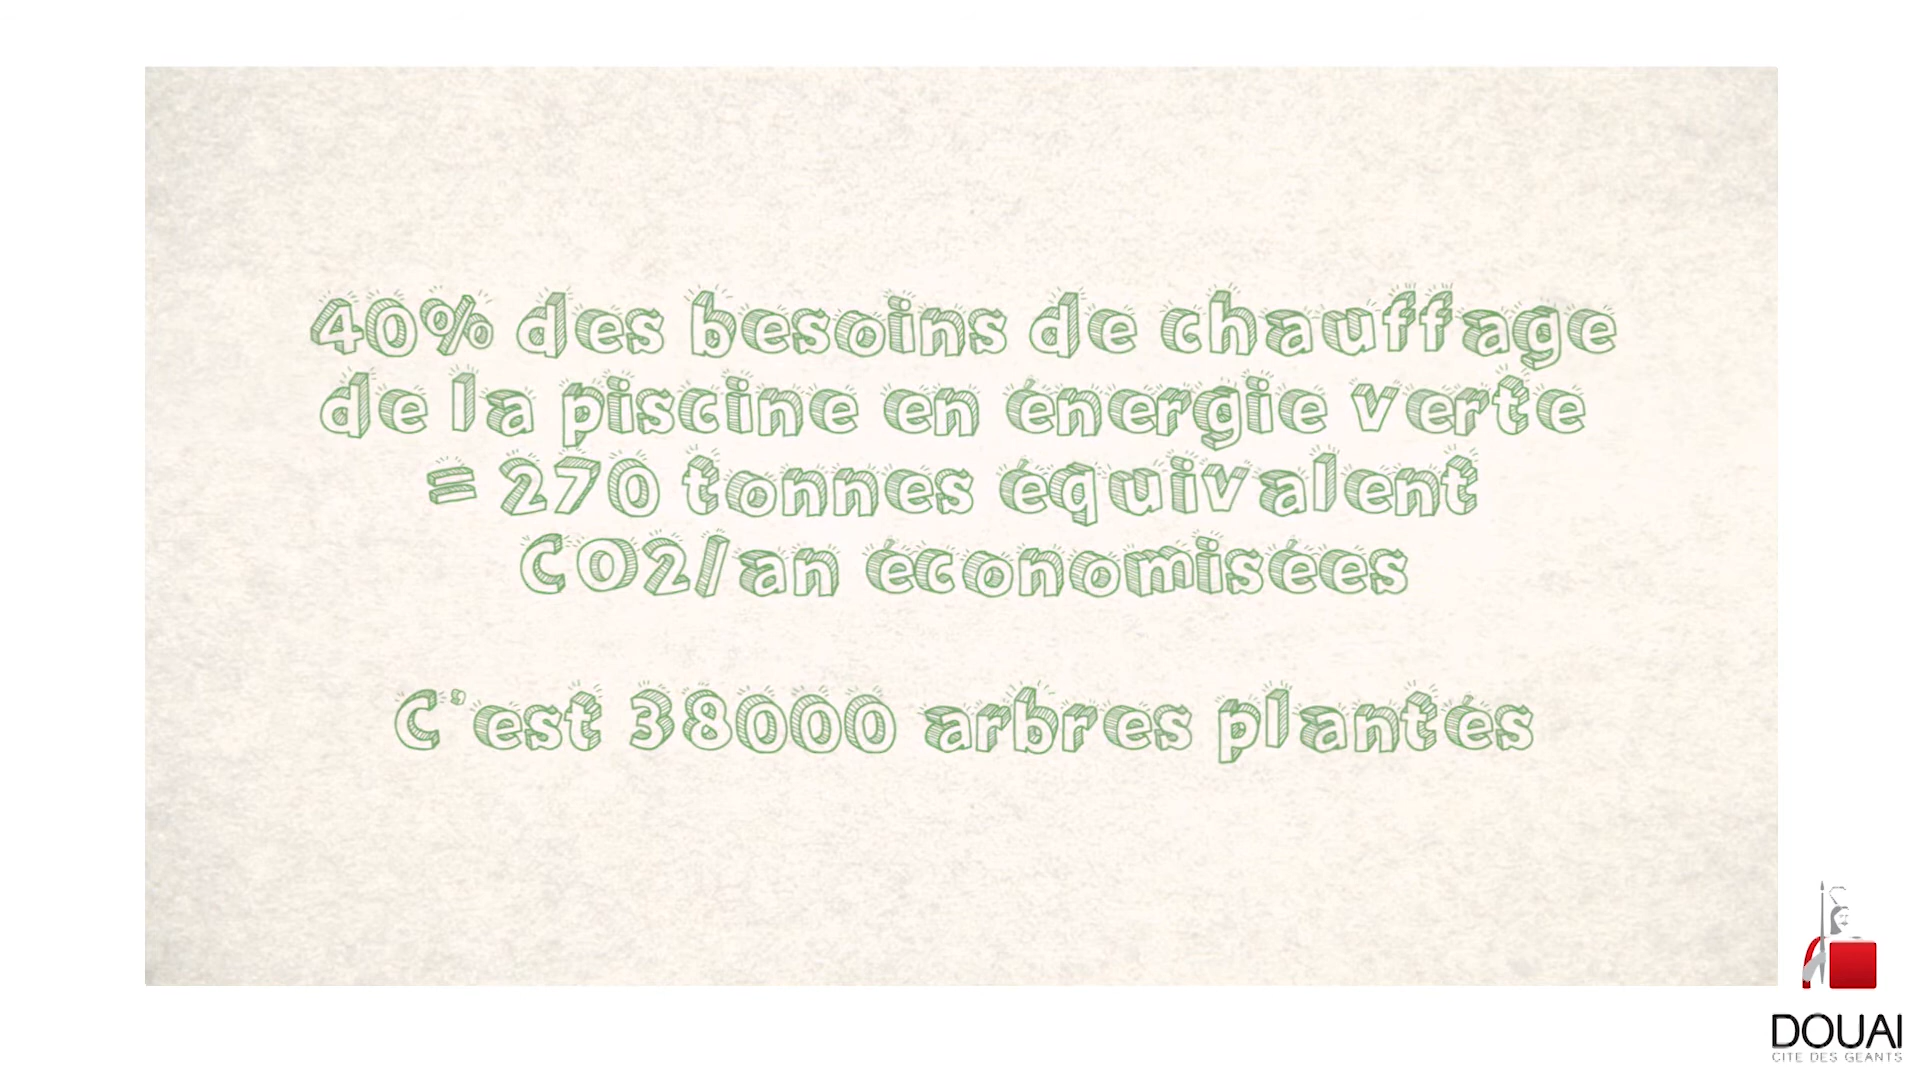 40% des besoins de chauffage
de la piscine en énergie verte
= 270 tonnes équivalent
CO2/an économisées
C'est 38000 arbres plantés
DOUAI
CITE DES GEANTS